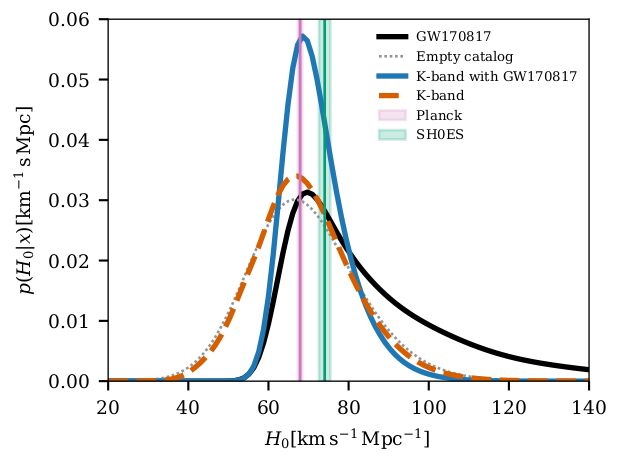 0.06
0.05
0.04
0.03
0.02
0.01
0.00
p(H₀|x)[km⁻¹ s Mpc]
GW170817
Empty catalog
K-band with GW170817
K-band
Planck
SH0ES
20 40 60 80 100 120 140
H₀[km s⁻¹ Mpc⁻¹]